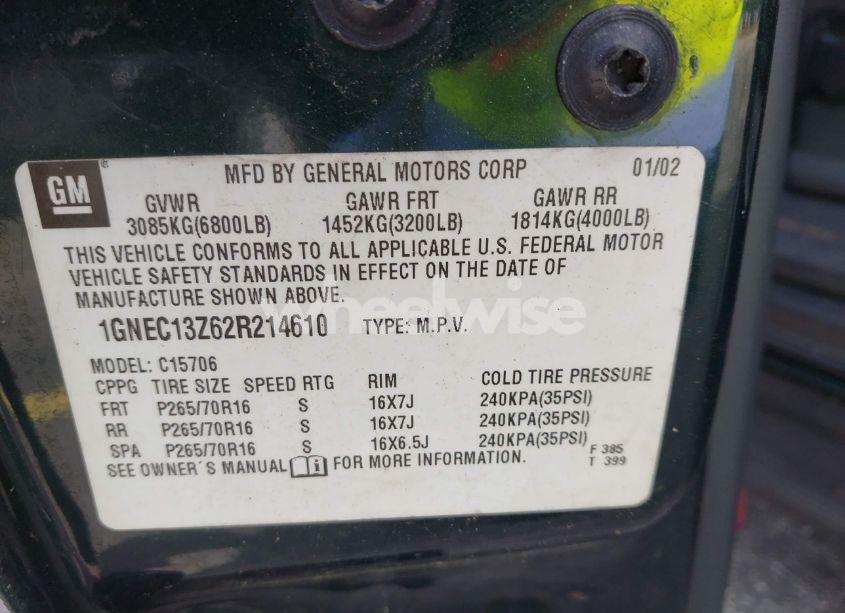 GM
MFD BY GENERAL MOTORS CORP 01/02
GVWR GAWR FRT GAWR RR
3085KG(6800LB) 1452KG(3200LB) 1814KG(4000LB)
THIS VEHICLE CONFORMS TO ALL APPLICABLE U.S. FEDERAL MOTOR
VEHICLE SAFETY STANDARDS IN EFFECT ON THE DATE OF
MANUFACTURE SHOWN ABOVE.
1GNEC13Z62R214610 TYPE: M.P.V.
wheelwise
MODEL: C15706
CPPG TIRE SIZE SPEED RTG RIM COLD TIRE PRESSURE
FRT P265/70R16 S 16X7J 240KPA(35PSI)
RR P265/70R16 S 16X7J 240KPA(35PSI)
SPA P265/70R16 S 16X6.5J 240KPA(35PSI)
SEE OWNER'S MANUAL FOR MORE INFORMATION.
F 385
T 399